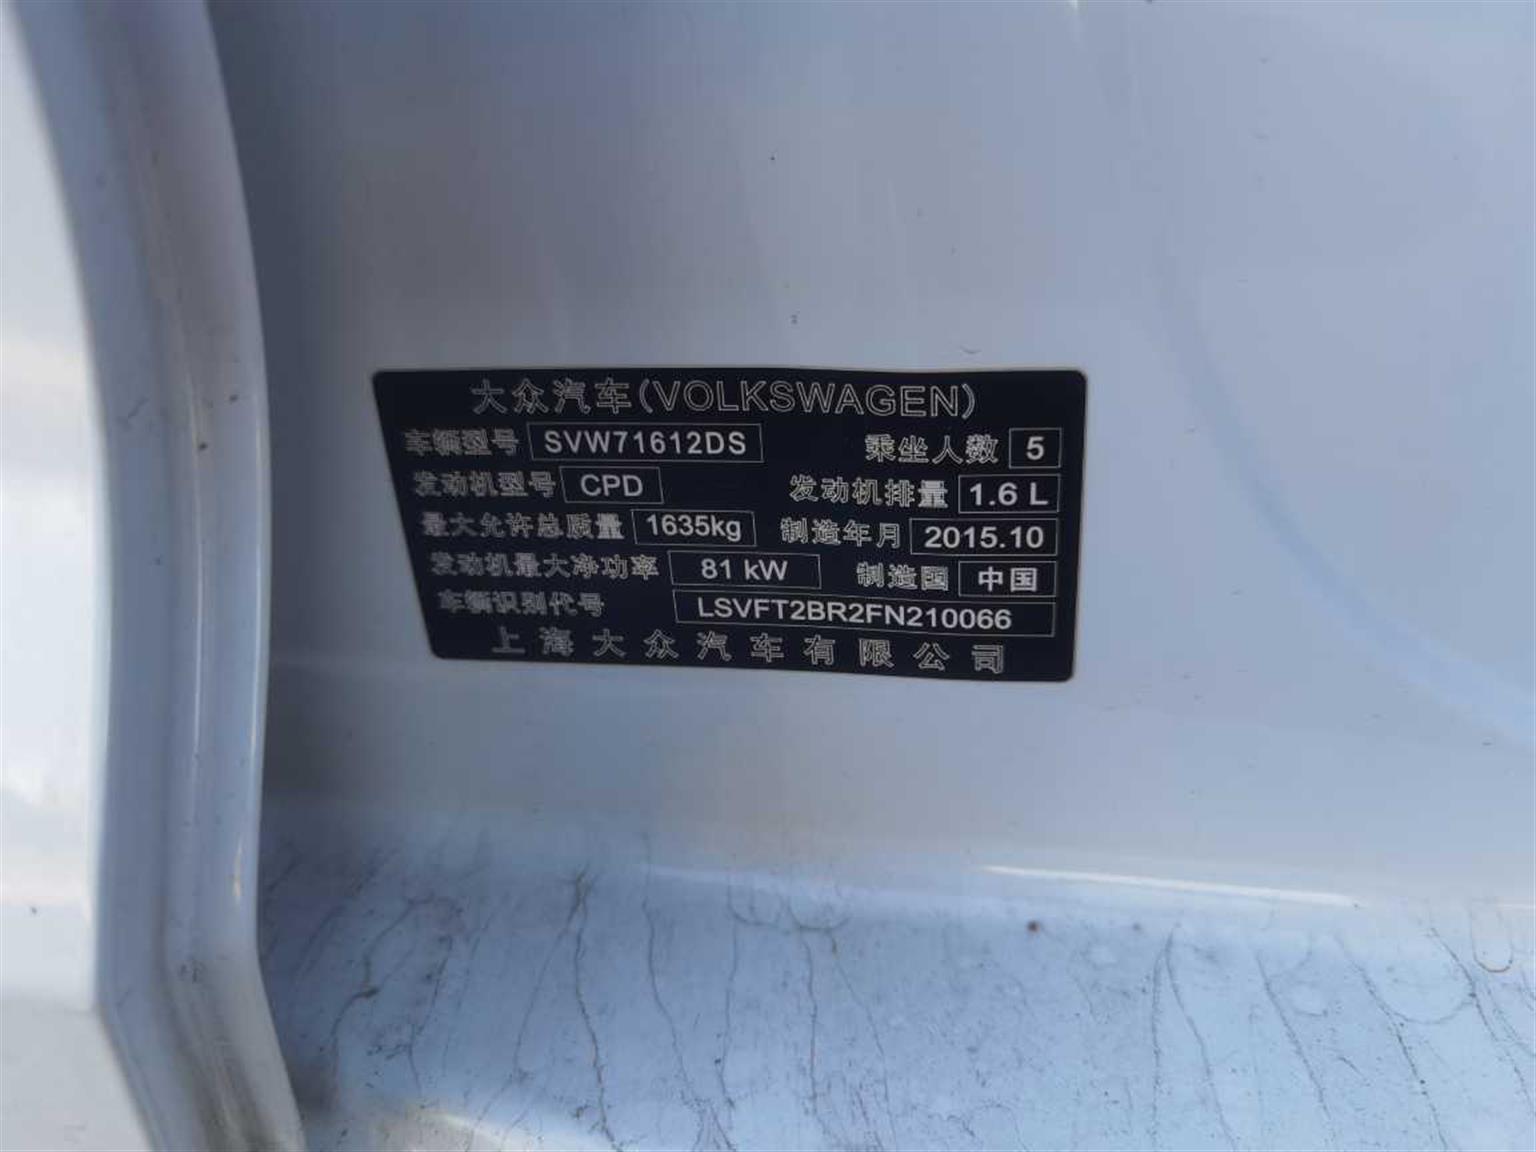 大众汽车(VOLKSWAGEN)
车辆型号 SVW71612DS 乘坐人数 5
发动机型号 CPD 发动机排量 1.6 L
最大允许总质量 1635kg 制造年月 2015.10
发动机最大净功率 81 kW 制造国 中国
车辆识别代号 LSVFT2BR2FN210066
上海大众汽车有限公司